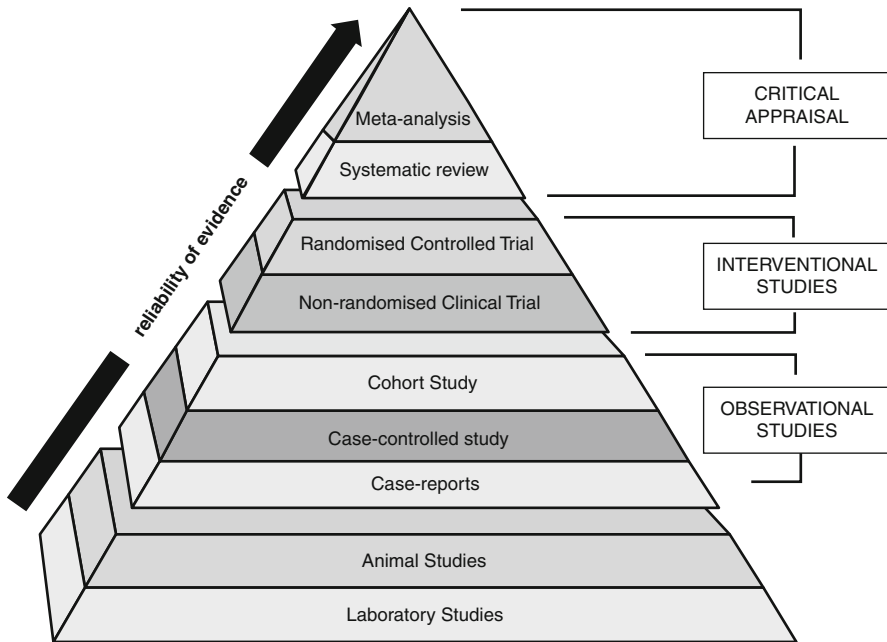 Meta-analysis
Systematic review
Randomised Controlled Trial
Non-randomised Clinical Trial
Cohort Study
Case-controlled study
Case-reports
Animal Studies
Laboratory Studies
reliability of evidence
CRITICAL
APPRAISAL
INTERVENTIONAL
STUDIES
OBSERVATIONAL
STUDIES